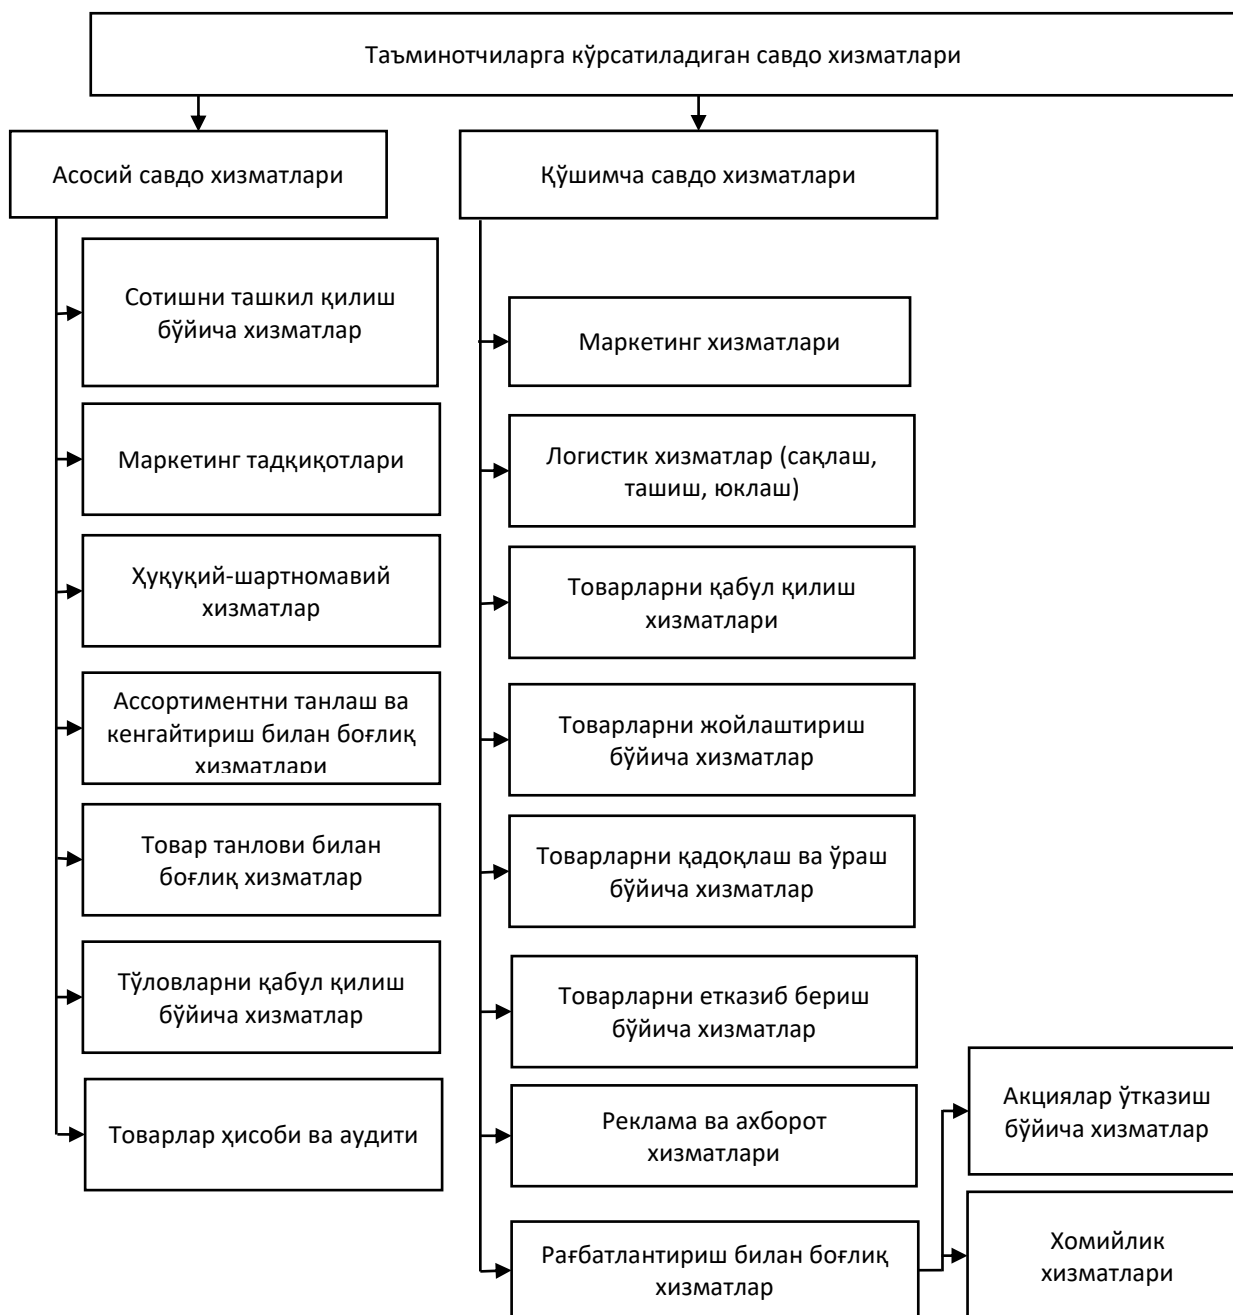 Таъминотчиларга кўрсатиладиган савдо хизматлари
Асосий савдо хизматлари
Сотишни ташкил қилиш
бўйича хизматлар
Маркетинг тадқиқотлари
Ҳуқуқий-шартномавий
хизматлар
Ассортиментни танлаш ва
кенгайтириш билан боғлиқ
хизматлари
Товар танлови билан
боғлиқ хизматлар
Тўловларни қабул қилиш
бўйича хизматлар
Товарлар ҳисоби ва аудити
Қўшимча савдо хизматлари
Маркетинг хизматлари
Логистик хизматлар (сақлаш,
ташиш, юклаш)
Товарларни қабул қилиш
хизматлари
Товарларни жойлаштириш
бўйича хизматлар
Товарларни қадоқлаш ва ўраш
бўйича хизматлар
Товарларни етказиб бериш
бўйича хизматлар
Реклама ва ахборот
хизматлари
Рағбатлантириш билан боғлиқ
хизматлар
Акциялар ўтказиш
бўйича хизматлар
Хомийлик
хизматлари